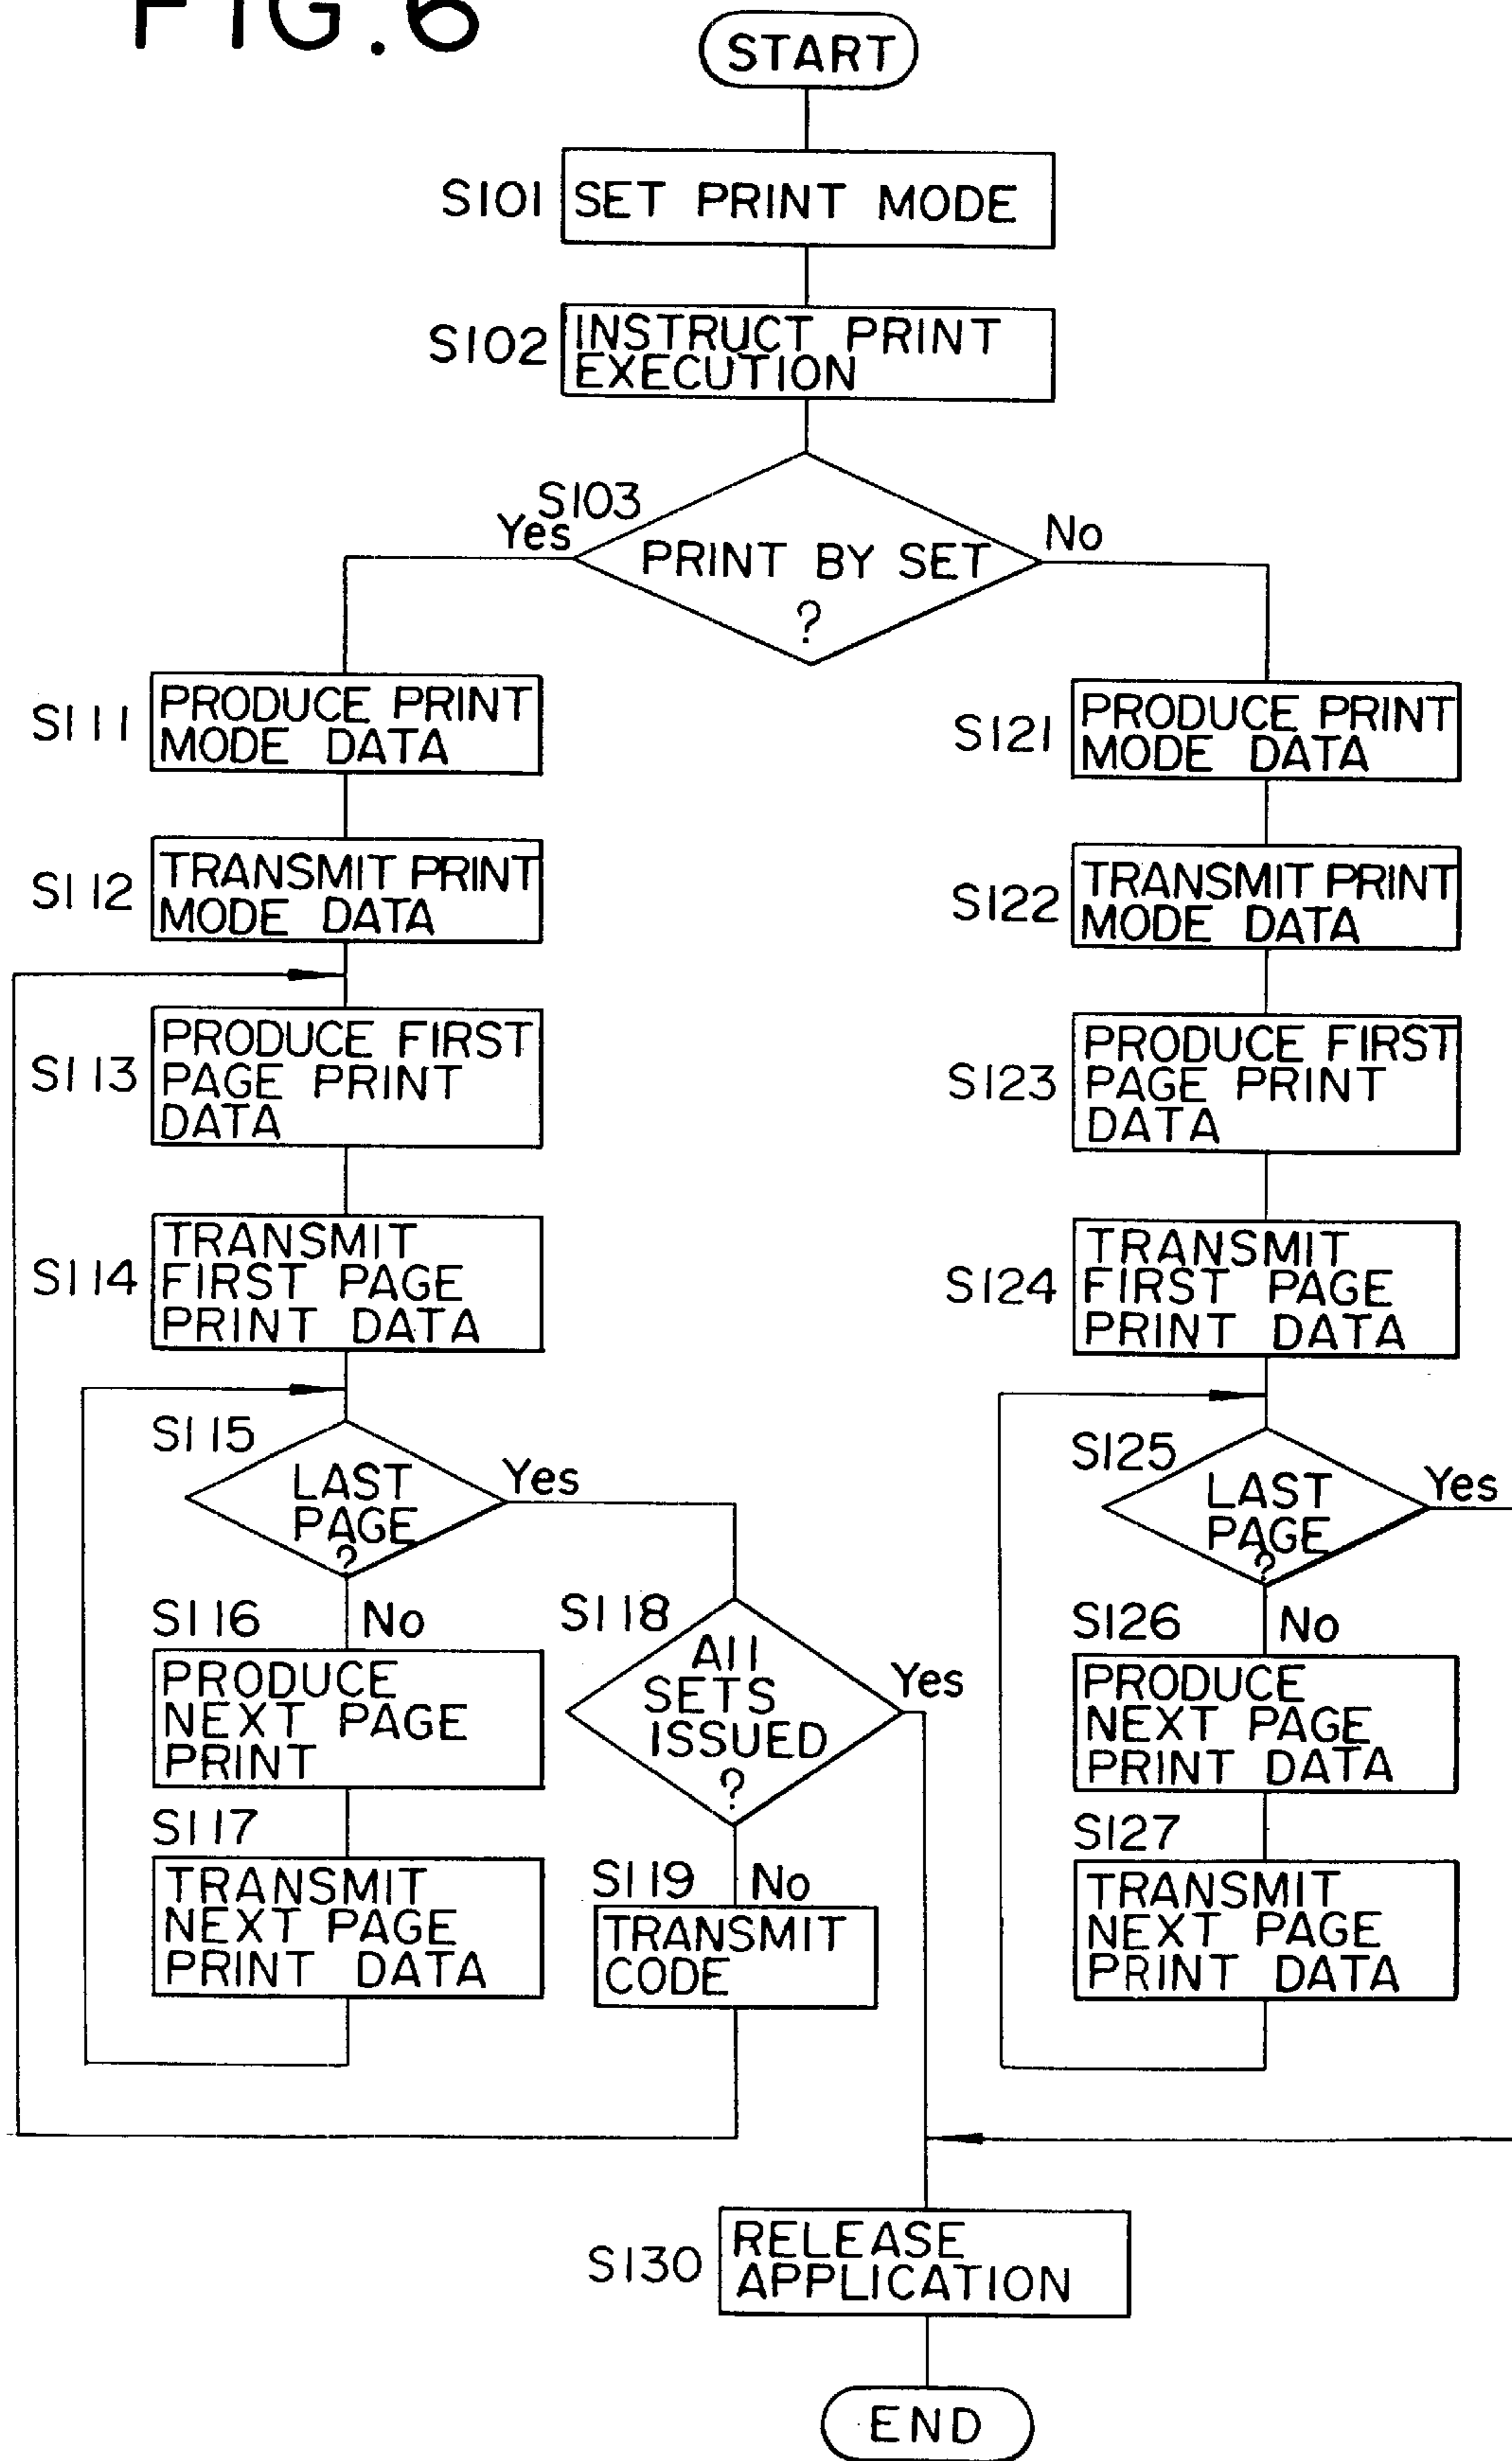 FIG.6
START
S101
SET PRINT MODE
S102
INSTRUCT PRINT
EXECUTION
S103
Yes
PRINT BY SET
?
No
S111
PRODUCE PRINT
MODE DATA
S112
TRANSMIT PRINT
MODE DATA
S113
PRODUCE FIRST
PAGE PRINT
DATA
S114
TRANSMIT
FIRST PAGE
PRINT DATA
S115
LAST
PAGE
?
Yes
S116
No
PRODUCE
NEXT PAGE
PRINT
S117
TRANSMIT
NEXT PAGE
PRINT DATA
S118
All
SETS
ISSUED
?
Yes
S119
No
TRANSMIT
CODE
S121
PRODUCE PRINT
MODE DATA
S122
TRANSMIT PRINT
MODE DATA
S123
PRODUCE FIRST
PAGE PRINT
DATA
S124
TRANSMIT
FIRST PAGE
PRINT DATA
S125
LAST
PAGE
?
Yes
S126
No
PRODUCE
NEXT PAGE
PRINT DATA
S127
TRANSMIT
NEXT PAGE
PRINT DATA
S130
RELEASE
APPLICATION
END